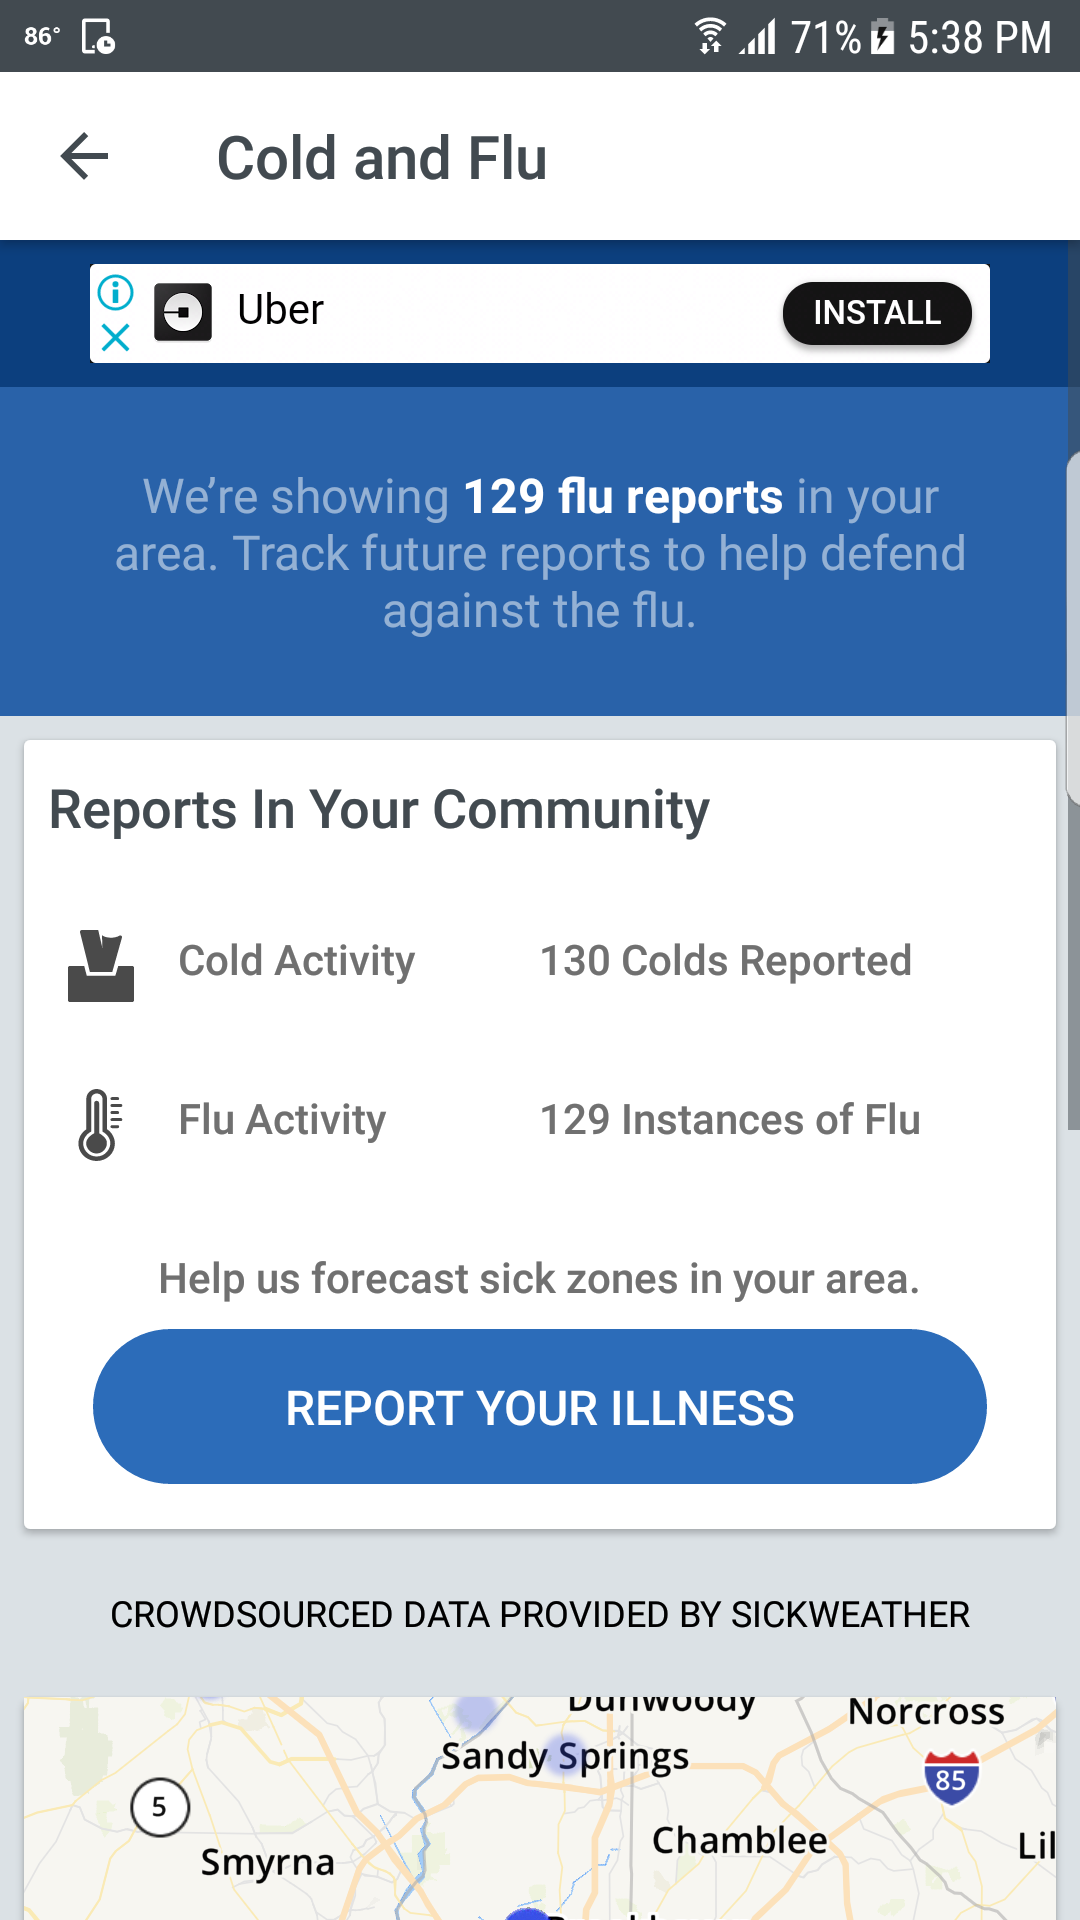 86°
71%
5:38 PM
Cold and Flu
Uber
INSTALL
We’re showing 129 flu reports in your
area. Track future reports to help defend
against the flu.
Reports In Your Community
Cold Activity
130 Colds Reported
Flu Activity
129 Instances of Flu
Help us forecast sick zones in your area.
REPORT YOUR ILLNESS
CROWDSOURCED DATA PROVIDED BY SICKWEATHER
Dunwoody
Norcross
Sandy Springs
85
5
Chamblee
Lil
Smyrna